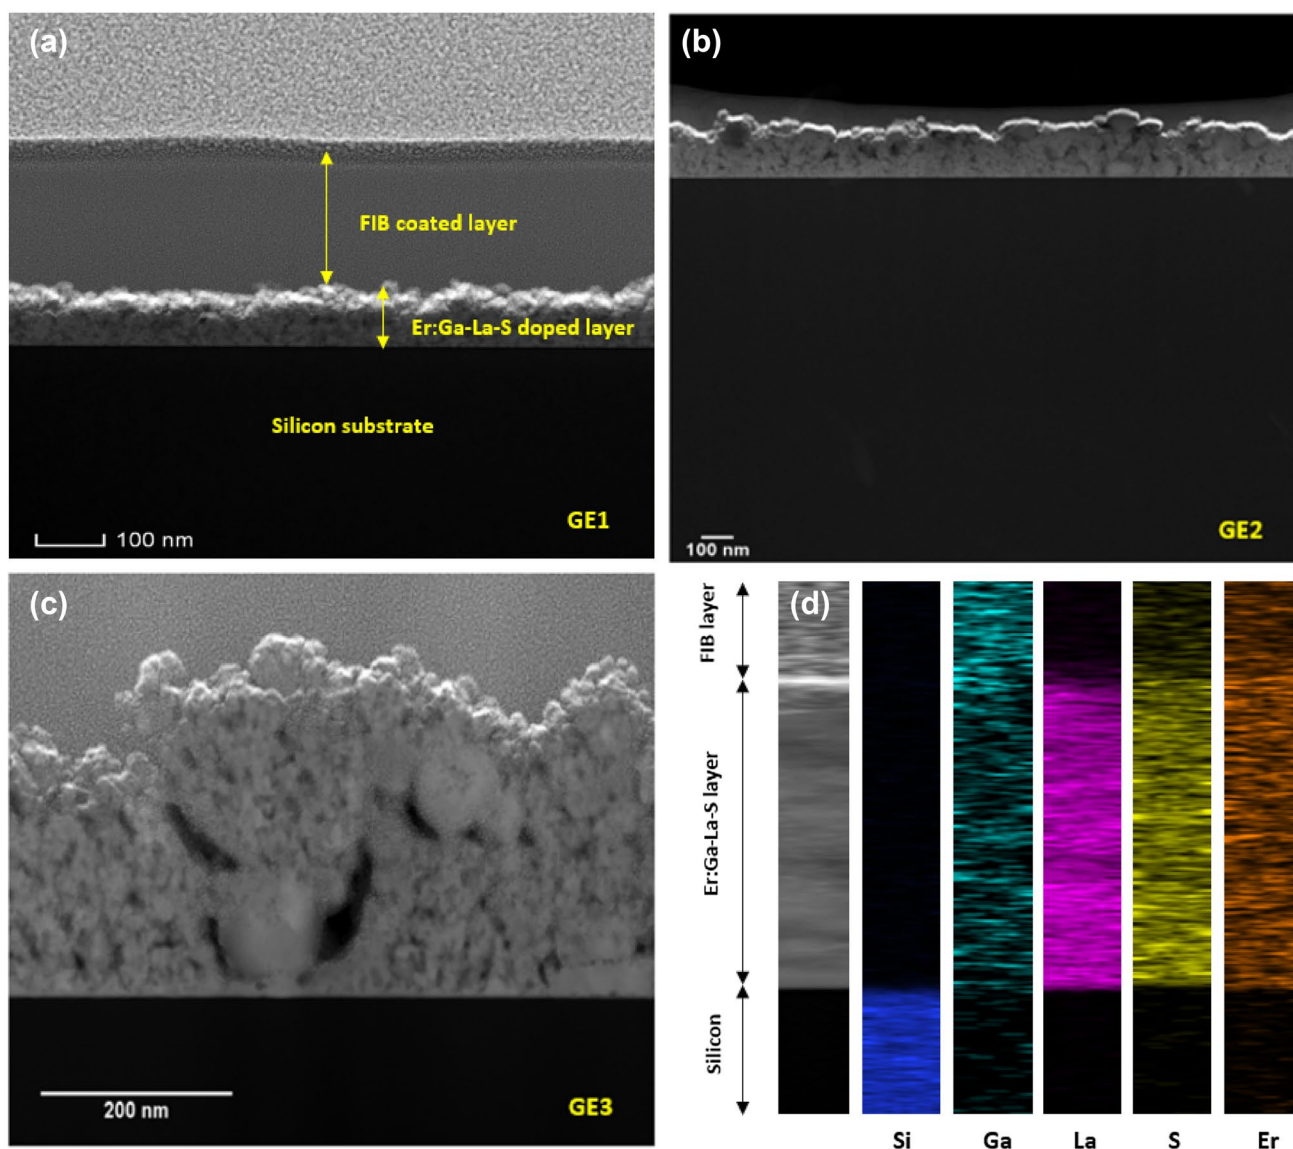 (a)
FIB coated layer
Er:Ga-La-S doped layer
Silicon substrate
GE1
100 nm
(b)
GE2
100 nm
(c)
GE3
200 nm
(d)
FIB layer
Er:Ga-La-S layer
Silicon
Si Ga La S Er